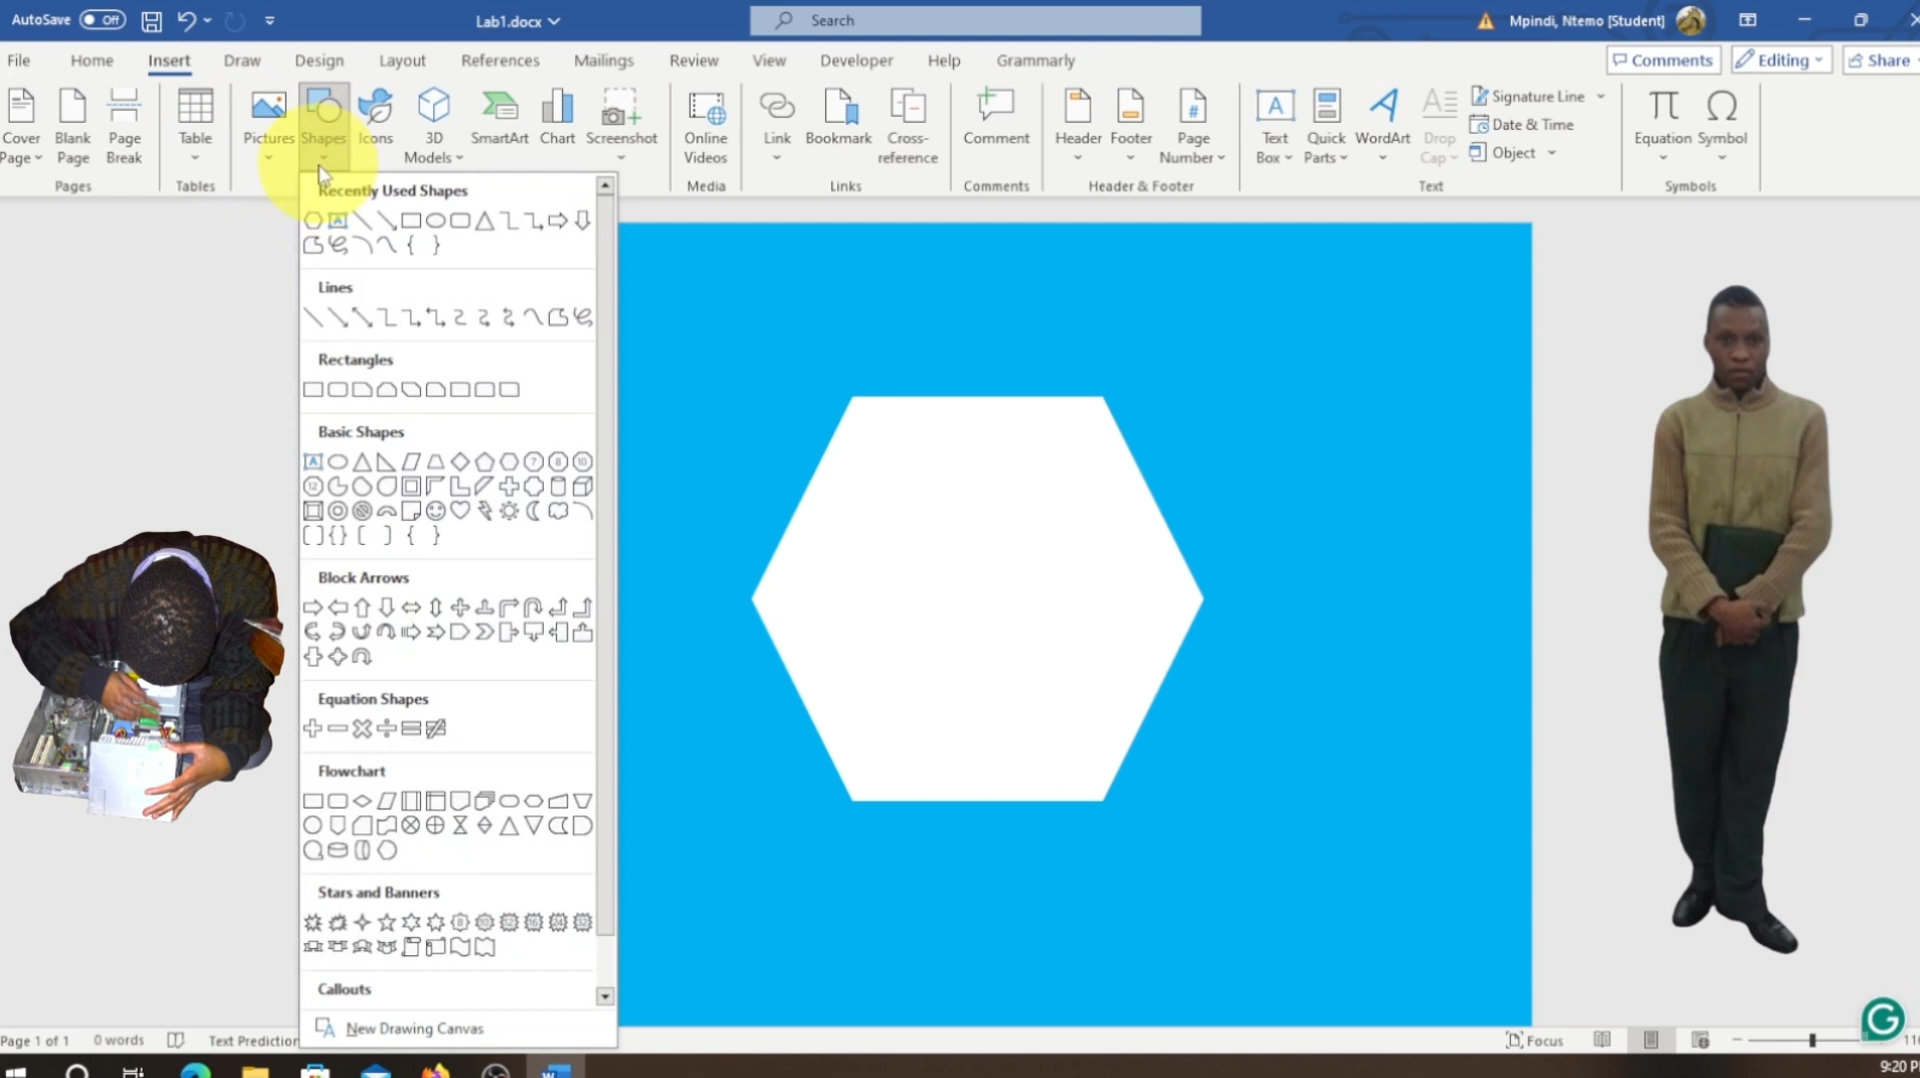 AutoSave Off Lab1.docx Search Mpindi, Ntemo [Student]
File Home Insert Draw Design Layout References Mailings Review View Developer Help Grammarly Comments Editing Share
Cover Page Blank Page Page Break Table Pictures Shapes Icons 3D Models SmartArt Chart Screenshot Online Videos Link Bookmark Cross-reference Comment Header Footer Page Number Text Box Quick Parts WordArt Drop Cap Signature Line Date & Time Object Equation Symbol
Pages Tables Media Links Comments Header & Footer Text Symbols
Recently Used Shapes
Lines
Rectangles
Basic Shapes
Block Arrows
Equation Shapes
Flowchart
Stars and Banners
Callouts
New Drawing Canvas
Page 1 of 1 0 words Text Prediction Focus